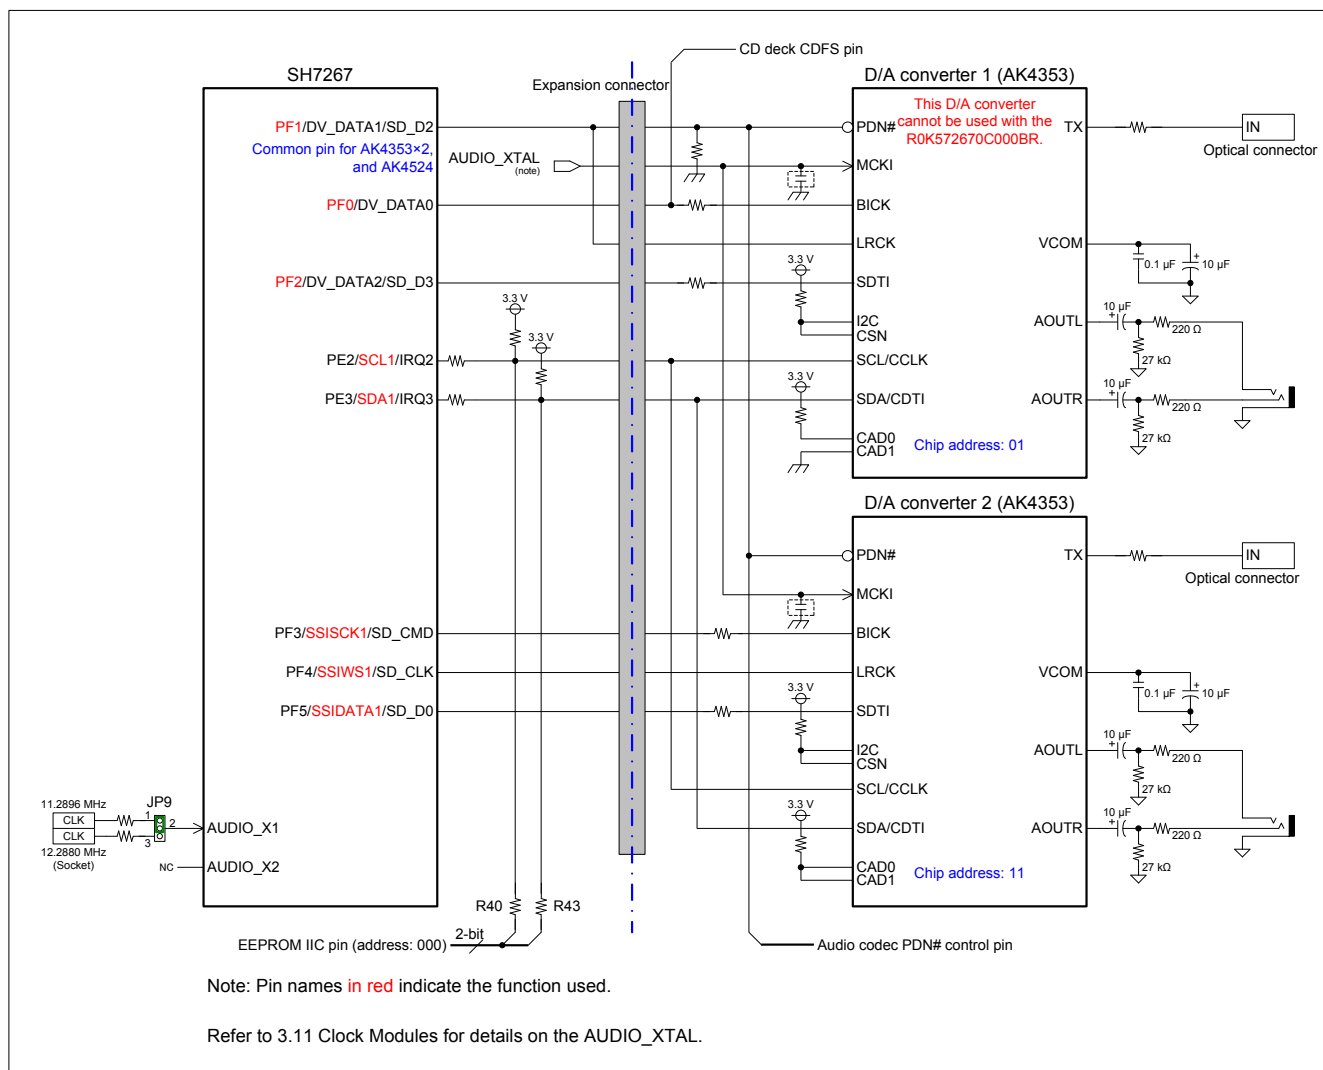 CD deck CDFS pin
SH7267
Expansion connector
D/A converter 1 (AK4353)
PF1/DV_DATA1/SD_D2
Common pin for AK4353×2,
and AK4524
AUDIO_XTAL
(note)
PF0/DV_DATA0
PF2/DV_DATA2/SD_D3
3.3 V
3.3 V
PE2/SCL1/IRQ2
PE3/SDA1/IRQ3
This D/A converter
cannot be used with the
R0K572670C000BR.
PDN#
MCKI
BICK
LRCK
3.3 V
SDTI
I2C
CSN
SCL/CCLK
3.3 V
SDA/CDTI
CAD0
CAD1
Chip address: 01
TX
IN
Optical connector
VCOM
0.1 µF
+
10 µF
AOUTL
10 µF
+
220 Ω
27 kΩ
AOUTR
10 µF
+
220 Ω
27 kΩ
D/A converter 2 (AK4353)
PDN#
MCKI
BICK
LRCK
3.3 V
SDTI
I2C
CSN
SCL/CCLK
3.3 V
SDA/CDTI
CAD0
CAD1
Chip address: 11
TX
IN
Optical connector
VCOM
0.1 µF
+
10 µF
AOUTL
10 µF
+
220 Ω
27 kΩ
AOUTR
10 µF
+
220 Ω
27 kΩ
PF3/SSISCK1/SD_CMD
PF4/SSIWS1/SD_CLK
PF5/SSIDATA1/SD_D0
11.2896 MHz
CLK
CLK
12.2880 MHz
(Socket)
JP9
1
2
3
AUDIO_X1
NC
AUDIO_X2
R40
R43
EEPROM IIC pin (address: 000)
2-bit
Audio codec PDN# control pin
Note: Pin names in red indicate the function used.
Refer to 3.11 Clock Modules for details on the AUDIO_XTAL.